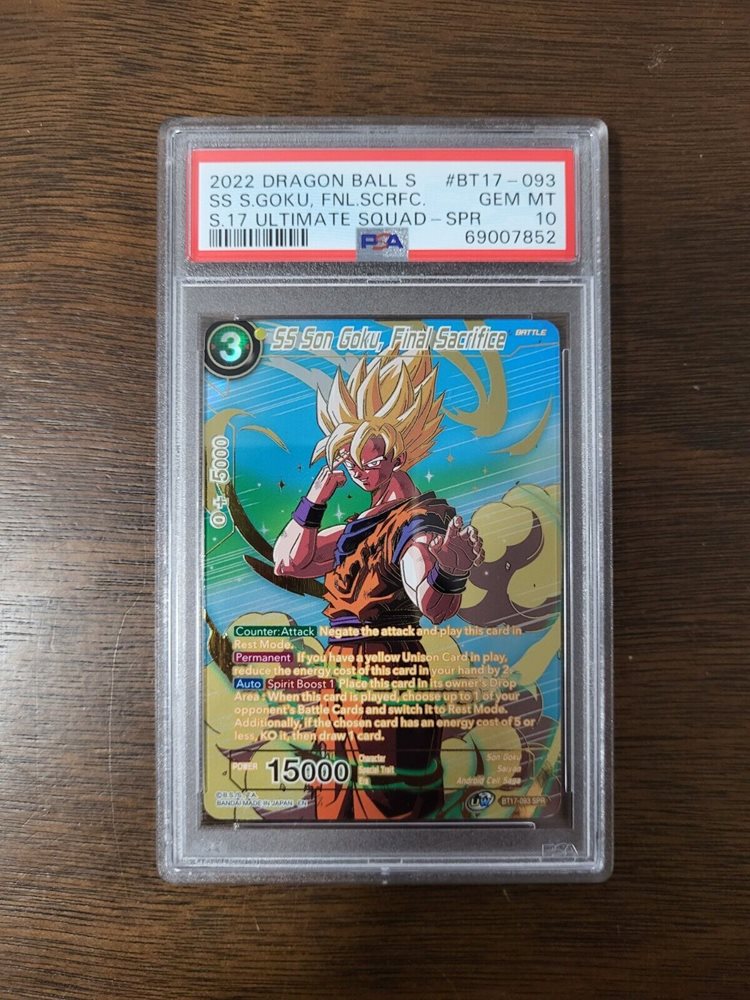 2022 DRAGON BALL S #BT17-093
SS S.GOKU, FNL.SCRFC. GEM MT
S.17 ULTIMATE SQUAD-SPR 10
PSA 69007852
3 SS Son Goku, Final Sacrifice BATTLE
0+ 5000
Counter:Attack Negate the attack and play this card in
Rest Mode.
Permanent If you have a yellow Unison Card in play,
reduce the energy cost of this card in your hand by 2.
Auto Spirit Boost 1 Place this card in its owner's Drop
Area : When this card is played, choose up to 1 of your
opponent's Battle Cards and switch it to Rest Mode.
Additionally, if the chosen card has an energy cost of 5 or
less, KO it, then draw 1 card.
POWER 15000
Character Son Goku
Special Trait Saiyan
Era Android Cell Saga
BANDAI MADE IN JAPAN EN
UW BT17-093 SPR
PSA